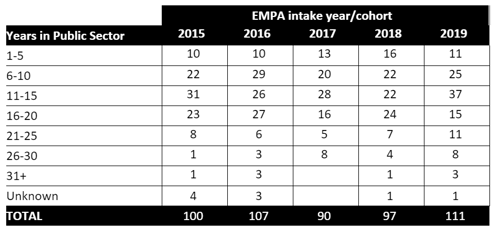 EMPA intake year/cohort
Years in Public Sector 2015 2016 2017 2018 2019
1-5 10 10 13 16 11
6-10 22 29 20 22 25
11-15 31 26 28 22 37
16-20 23 27 16 24 15
21-25 8 6 5 7 11
26-30 1 3 8 4 8
31+ 1 3 1 3
Unknown 4 3 1 1
TOTAL 100 107 90 97 111